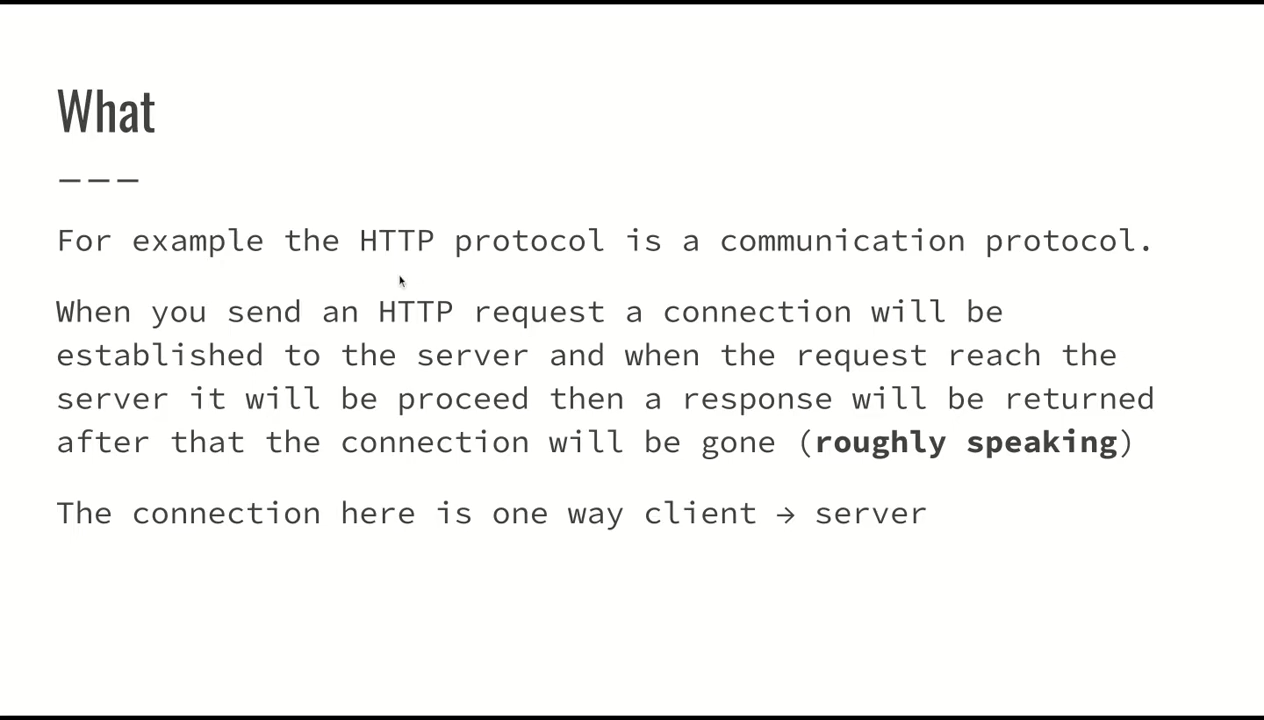 What
———
For example the HTTP protocol is a communication protocol.
When you send an HTTP request a connection will be
established to the server and when the request reach the
server it will be proceed then a response will be returned
after that the connection will be gone (roughly speaking)
The connection here is one way client → server